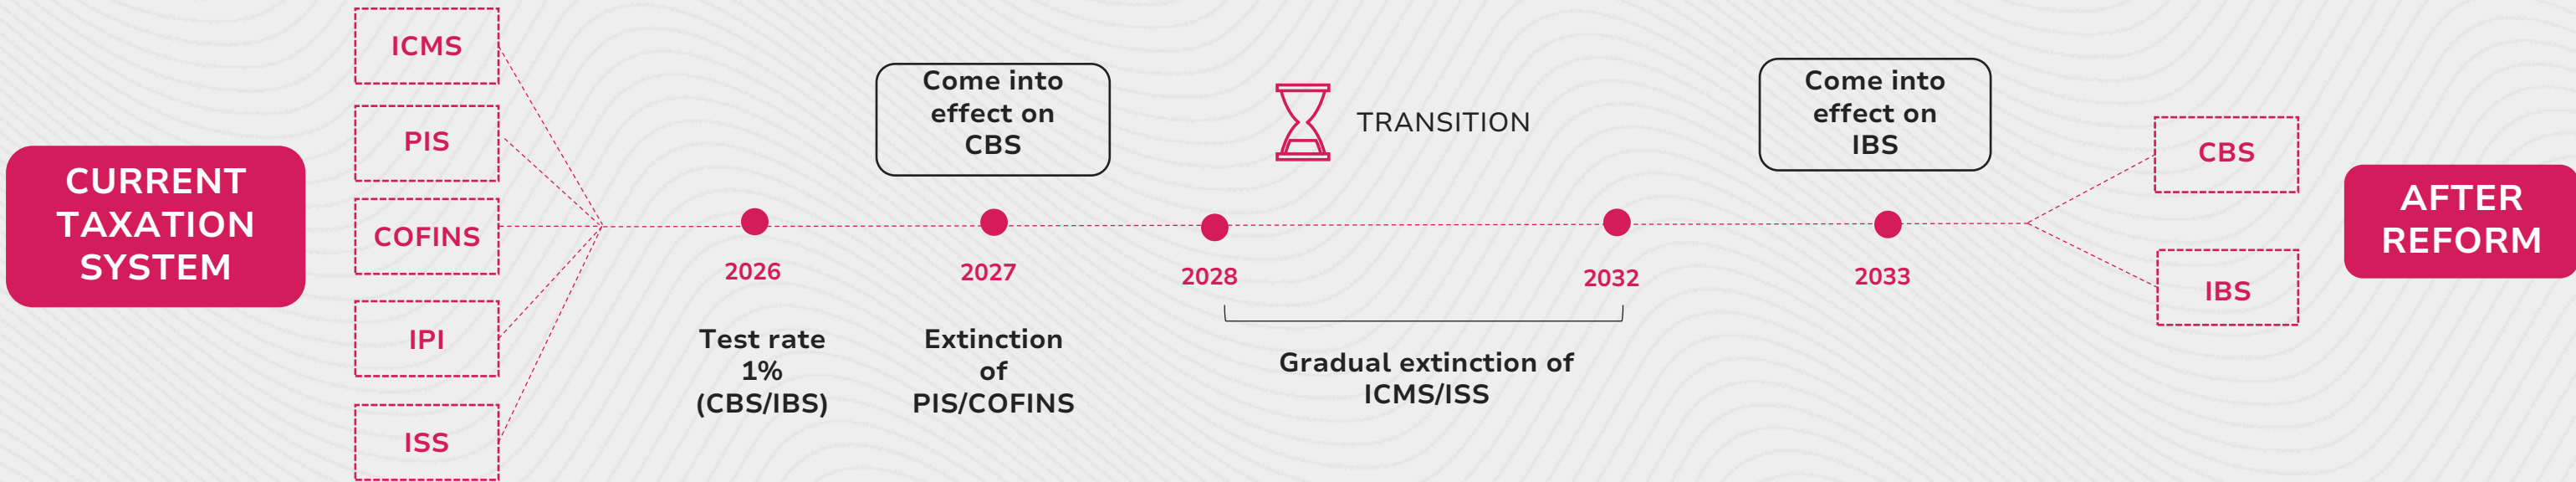 CURRENT
TAXATION
SYSTEM
ICMS
PIS
COFINS
IPI
ISS
2026
Test rate
1%
(CBS/IBS)
Come into
effect on
CBS
2027
Extinction
of
PIS/COFINS
TRANSITION
2028
2032
Gradual extinction of
ICMS/ISS
Come into
effect on
IBS
2033
CBS
IBS
AFTER
REFORM